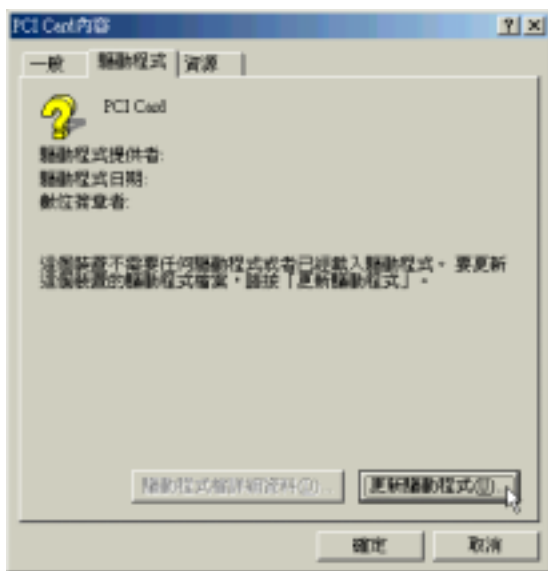 PCI Card內容
一般 驅動程式 資源
PCI Card
驅動程式提供者:
驅動程式日期:
數位簽章者:
這個裝置不需要任何驅動程式或者已經載入驅動程式。要更新
這個裝置的驅動程式檔案，請按「更新驅動程式」。
驅動程式檔詳細資料(D)... 更新驅動程式(U)...
確定 取消